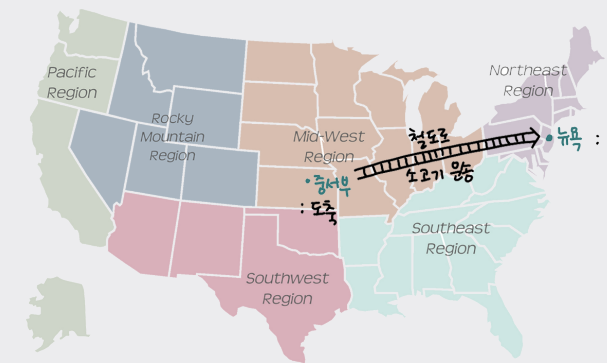 Pacific
Region
Rocky
Mountain
Region
Mid-West
Region
Northeast
Region
철도로
소고기 운송
• 뉴욕 :
• 중서부
: 도축
Southeast
Region
Southwest
Region